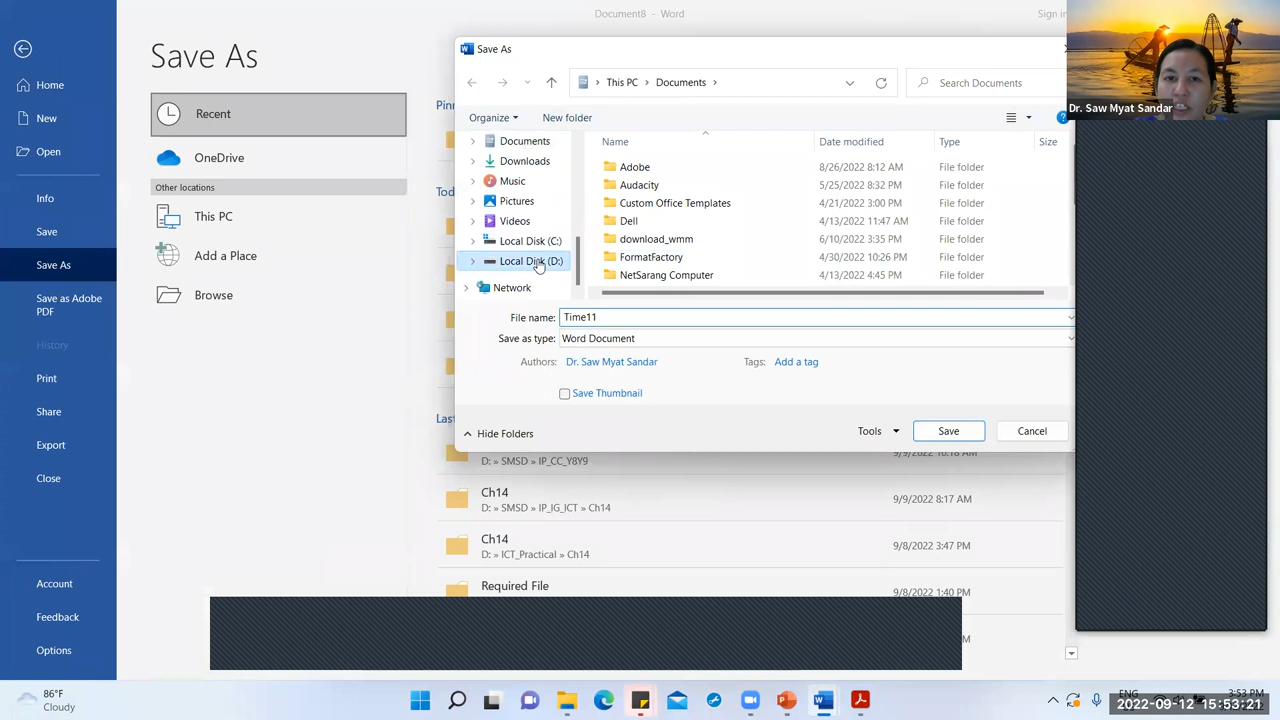 Document8 - Word
Sign in
Save As
Home
New
Open
Info
Save
Save As
Save as Adobe
PDF
History
Print
Share
Export
Close
Account
Feedback
Options
Recent
OneDrive
Other locations
This PC
Add a Place
Browse
Save As
This PC
Documents
Search Documents
Organize
New folder
Documents
Downloads
Music
Pictures
Videos
Local Disk (C:)
Local Disk (D:)
Network
Name Date modified Type Size
Adobe 8/26/2022 8:12 AM File folder
Audacity 5/25/2022 8:32 PM File folder
Custom Office Templates 4/21/2022 3:00 PM File folder
Dell 4/13/2022 11:47 AM File folder
download_wmm 6/10/2022 3:35 PM File folder
FormatFactory 4/30/2022 10:26 PM File folder
NetSarang Computer 4/13/2022 4:45 PM File folder
File name: Time11
Save as type: Word Document
Authors: Dr. Saw Myat Sandar Tags: Add a tag
Save Thumbnail
Hide Folders
Tools
Save
Cancel
D: » SMSD » IP_CC_Y8Y9
Ch14 9/9/2022 8:17 AM
D: » SMSD » IP_IG_ICT » Ch14
Ch14 9/8/2022 3:47 PM
D: » ICT_Practical » Ch14
Required File 9/8/2022 1:40 PM
Dr. Saw Myat Sandar
86°F
Cloudy
ENG
3:53 PM
2022-09-12 15:53:21